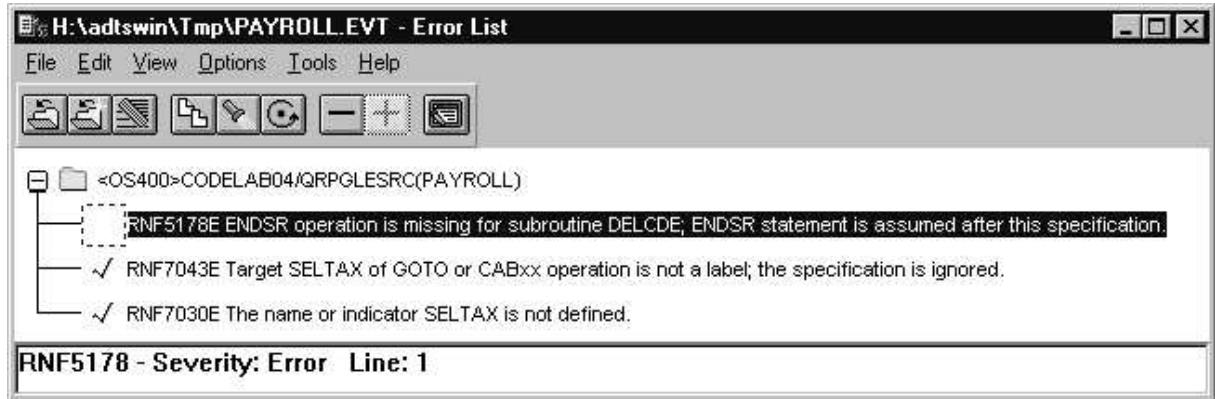 H:\adtswin\Tmp\PAYROLL.EVT - Error List
File Edit View Options Tools Help
<OS400>CODELAB04/QRPGLESRC(PAYROLL)
RNF5178E ENDSR operation is missing for subroutine DELCDE; ENDSR statement is assumed after this specification.
RNF7043E Target SELTAX of GOTO or CABxx operation is not a label; the specification is ignored.
RNF7030E The name or indicator SELTAX is not defined.
RNF5178 - Severity: Error Line: 1